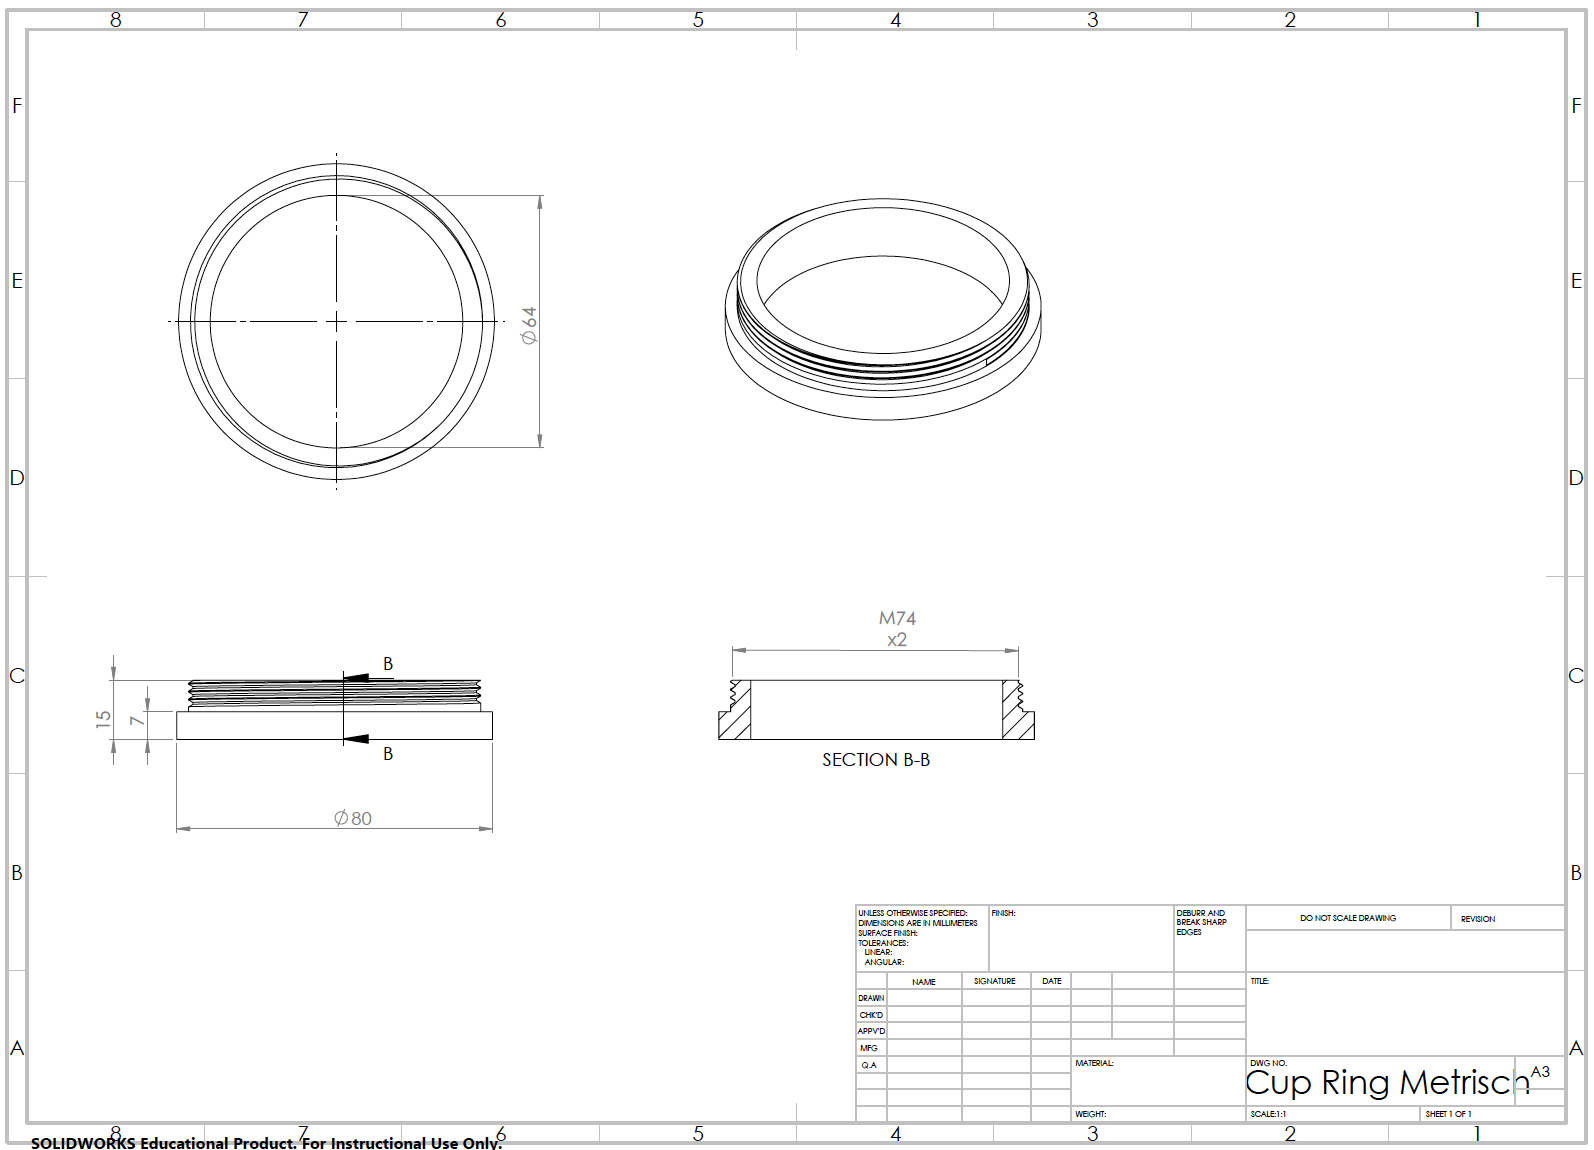 8 7 6 5 4 3 2 1
F F
E E
D D
C C
B B
A A
Ø64
M74
x2
B
15
7
B
SECTION B-B
Ø80
UNLESS OTHERWISE SPECIFIED:
DIMENSIONS ARE IN MILLIMETERS
SURFACE FINISH:
TOLERANCES:
LINEAR:
ANGULAR:
FINISH:
DEBURR AND
BREAK SHARP
EDGES
DO NOT SCALE DRAWING
REVISION
NAME SIGNATURE DATE
TITLE:
DRAWN
CHK'D
APPV'D
MFG
Q.A
MATERIAL:
DWG NO.
Cup Ring Metrisch
A3
WEIGHT:
SCALE:1:1
SHEET 1 OF 1
8 7 6 5 4 3 2 1
SOLIDWORKS Educational Product. For Instructional Use Only.